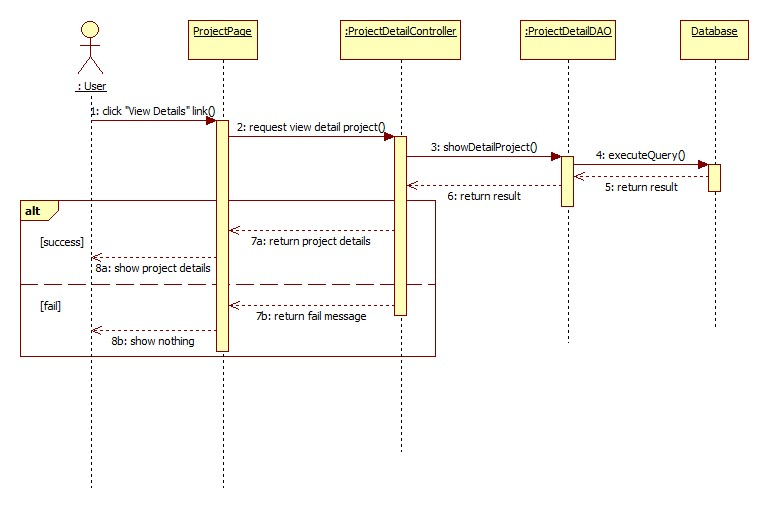 ProjectPage
:ProjectDetailController
:ProjectDetailDAO
Database
: User
1: click "View Details" link()
2: request view detail project()
3: showDetailProject()
4: executeQuery()
5: return result
6: return result
alt
[success]
7a: return project details
8a: show project details
[fail]
7b: return fail message
8b: show nothing